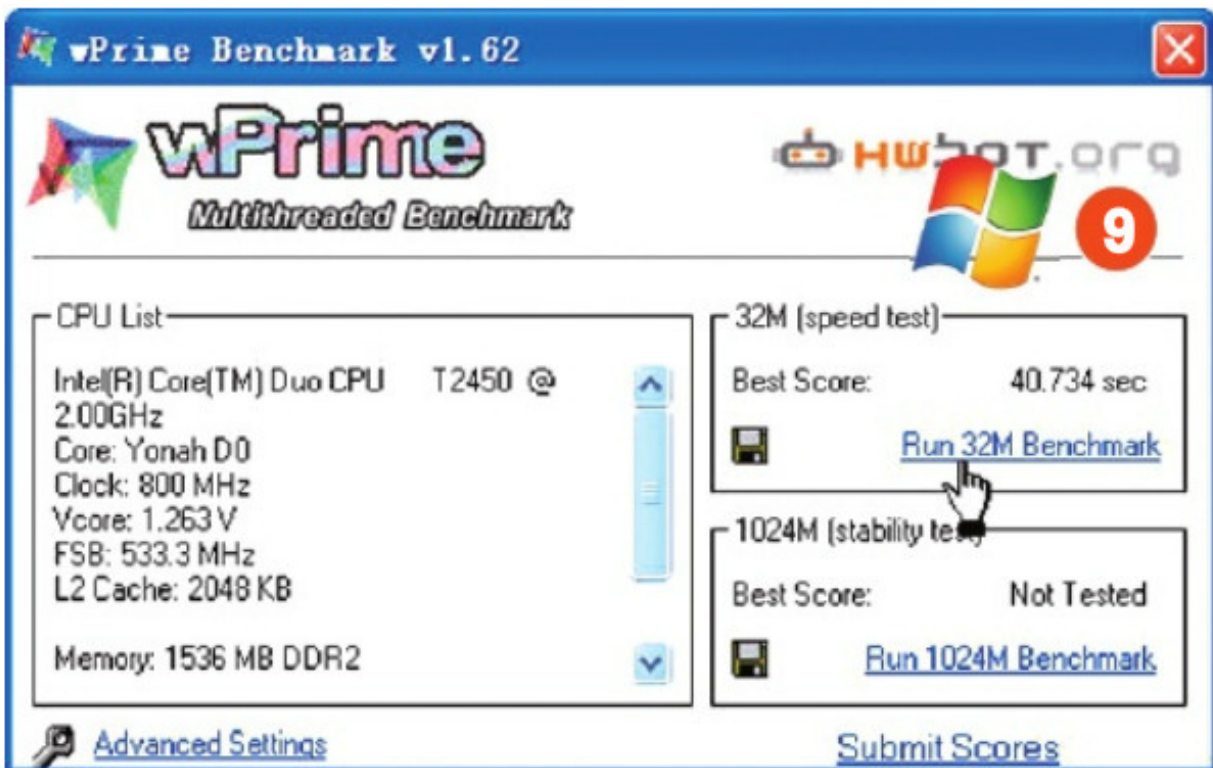 wPrime Benchmark v1.62
wPrime
HWBOT.org
Multithreaded Benchmark
9
CPU List
Intel(R) Core(TM) Duo CPU T2450 @
2.00GHz
Core: Yonah D0
Clock: 800 MHz
Vcore: 1.263 V
FSB: 533.3 MHz
L2 Cache: 2048 KB
Memory: 1536 MB DDR2
32M (speed test)
Best Score: 40.734 sec
Run 32M Benchmark
1024M (stability test)
Best Score: Not Tested
Run 1024M Benchmark
Advanced Settings
Submit Scores